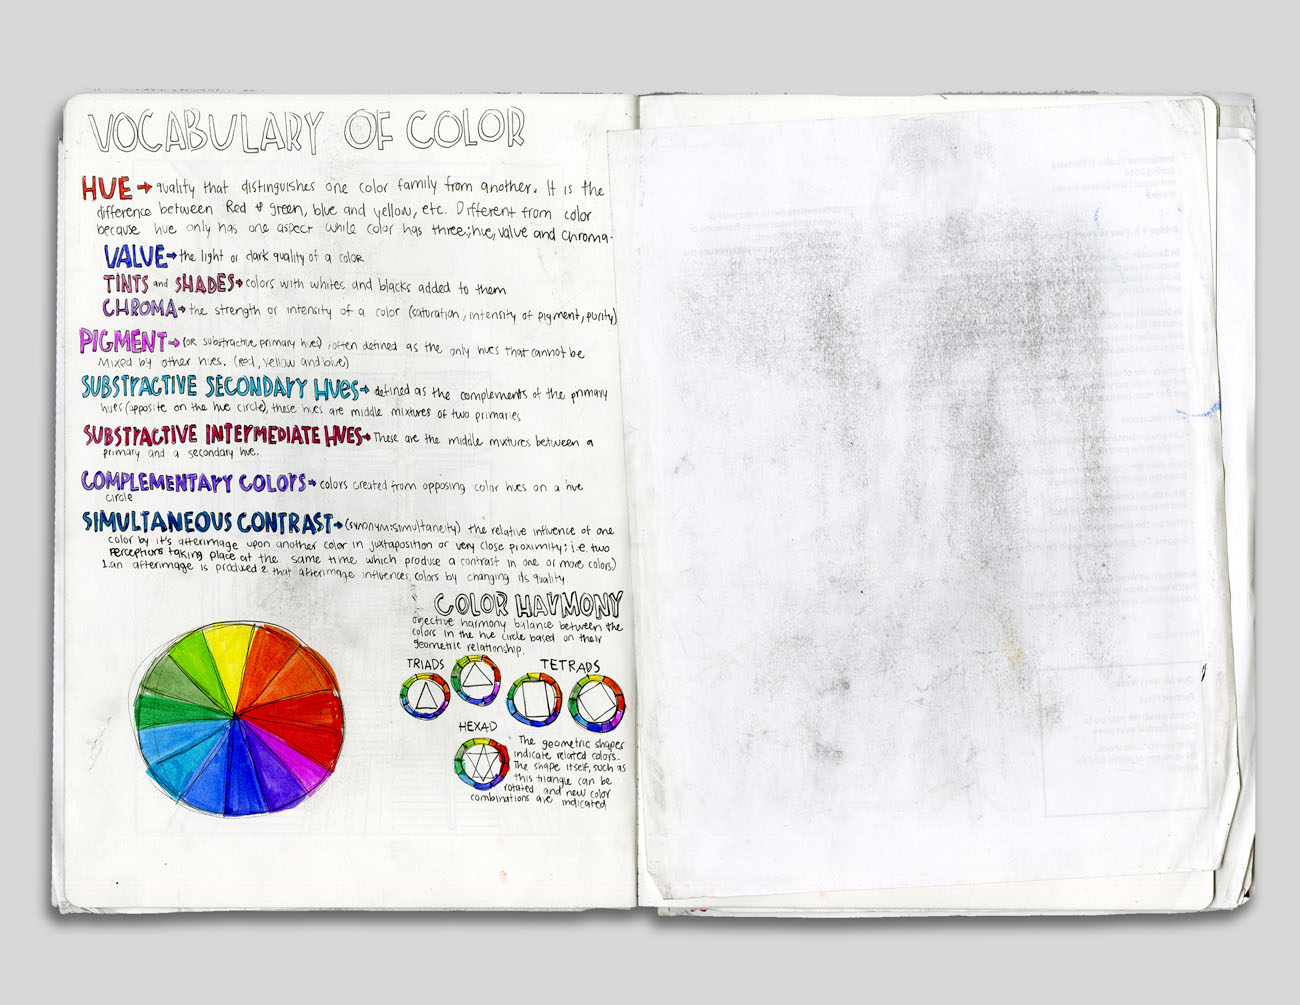 VOCABULARY OF COLOR
HUE → quality that distinguishes one color family from another. It is the
difference between Red & green, blue and yellow, etc. Different from color
because hue only has one aspect while color has three; hue, value and chroma.
VALUE → the light or dark quality of a color
TINTS and SHADES → colors with whites and blacks added to them
CHROMA → the strength or intensity of a color (saturation, intensity of pigment, purity)
PIGMENT → (or substractive primary hues) often defined as the only hues that cannot be
mixed by other hues. (red, yellow and blue)
SUBSTRACTIVE SECONDARY HUES → defined as the complements of the primary
hues (opposite on the hue circle), these hues are middle mixtures of two primaries
SUBSTRACTIVE INTERMEDIATE HUES → These are the middle mixtures between a
primary and a secondary hue.
COMPLEMENTARY COLORS → colors created from opposing color hues on a hue
circle
SIMULTANEOUS CONTRAST → (synonym: simultaneity) the relative influence of one
color by it's afterimage upon another color in juxtaposition or very close proximity; i.e. two
perceptions taking place at the same time which produce a contrast in one or more colors)
1. an afterimage is produced 2. that afterimage influences, colors by changing its quality.
COLOR HARMONY
objective harmony balance between the
colors in the hue circle based on their
geometric relationship.
TRIADS
TETRADS
HEXAD
The geometric shapes
indicate related colors.
The shape itself, such as
this triangle can be
rotated and new color
combinations are indicated